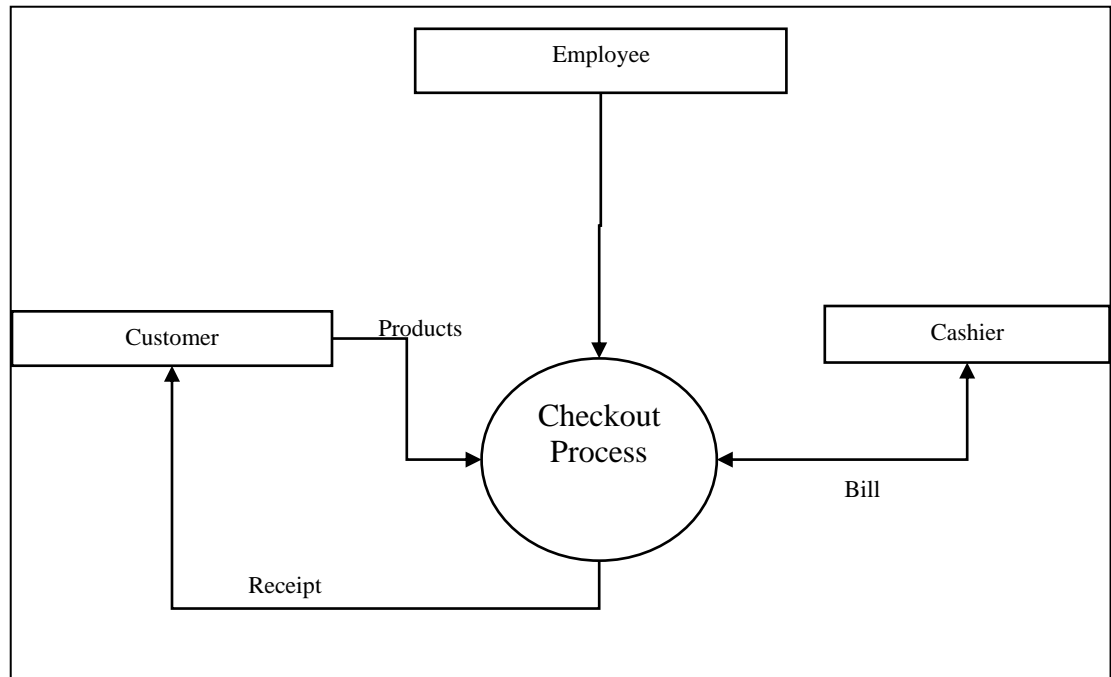 Employee
Customer
Products
Cashier
Checkout
Process
Bill
Receipt